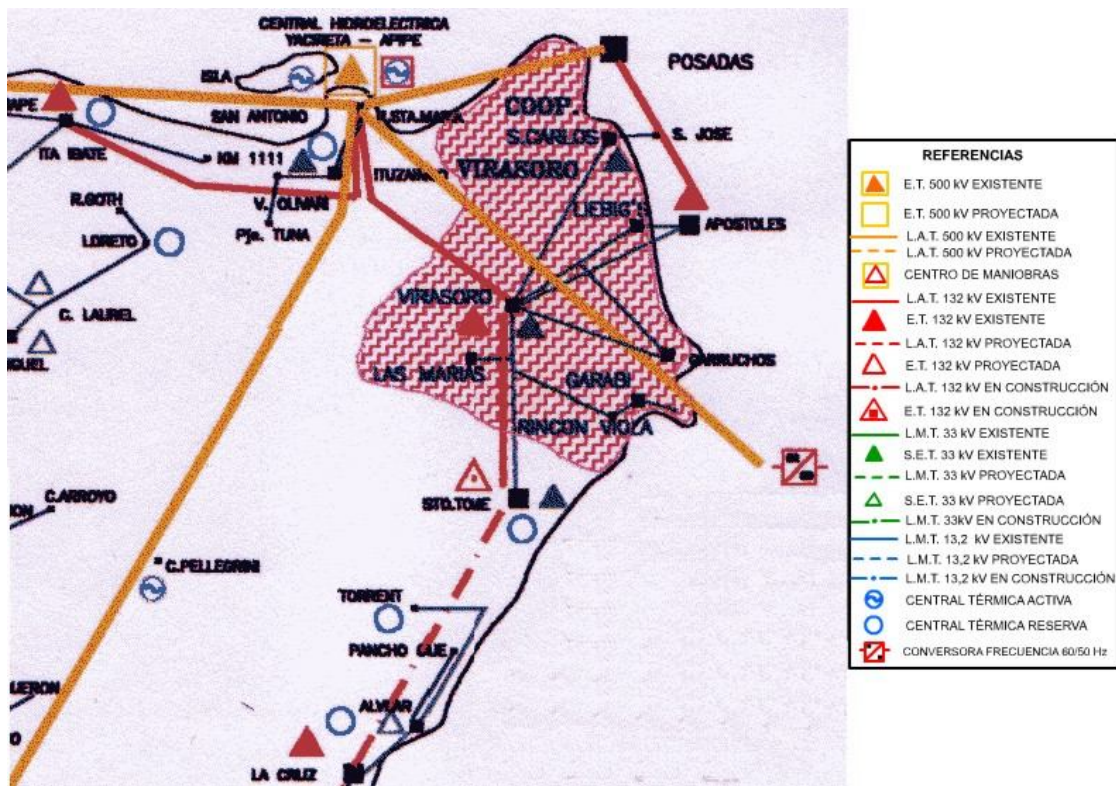 CENTRAL HIDROELECTRICA
YACIRETA - APIPE
POSADAS
ISLA
SAN ANTONIO
R.STA.MARIA
ITA IBATE
KM 1111
ITUZAINGO
V. OLIVARI
Pje. TUNA
R.GOTH
LORETO
C. LAUREL
COOP.
S.CARLOS
S. JOSE
VIRASORO
LIEBIG'S
APOSTOLES
VIRASORO
LAS MARIAS
GARRUCHOS
GARABI
RINCON VIOLA
STO.TOME
C.ARROYO
C.PELLEGRINI
TORRENT
PANCHO CUE
ALVEAR
LA CRUZ
REFERENCIAS
E.T. 500 kV EXISTENTE
E.T. 500 kV PROYECTADA
L.A.T. 500 kV EXISTENTE
L.A.T. 500 kV PROYECTADA
CENTRO DE MANIOBRAS
L.A.T. 132 kV EXISTENTE
E.T. 132 kV EXISTENTE
L.A.T. 132 kV PROYECTADA
E.T. 132 kV PROYECTADA
L.A.T. 132 kV EN CONSTRUCCIÓN
E.T. 132 kV EN CONSTRUCCIÓN
L.M.T. 33 kV EXISTENTE
S.E.T. 33 kV EXISTENTE
L.M.T. 33 kV PROYECTADA
S.E.T. 33 kV PROYECTADA
L.M.T. 33kV EN CONSTRUCCIÓN
L.M.T. 13,2 kV EXISTENTE
L.M.T. 13,2 kV PROYECTADA
L.M.T. 13,2 kV EN CONSTRUCCIÓN
CENTRAL TÉRMICA ACTIVA
CENTRAL TÉRMICA RESERVA
CONVERSORA FRECUENCIA 60/50 Hz